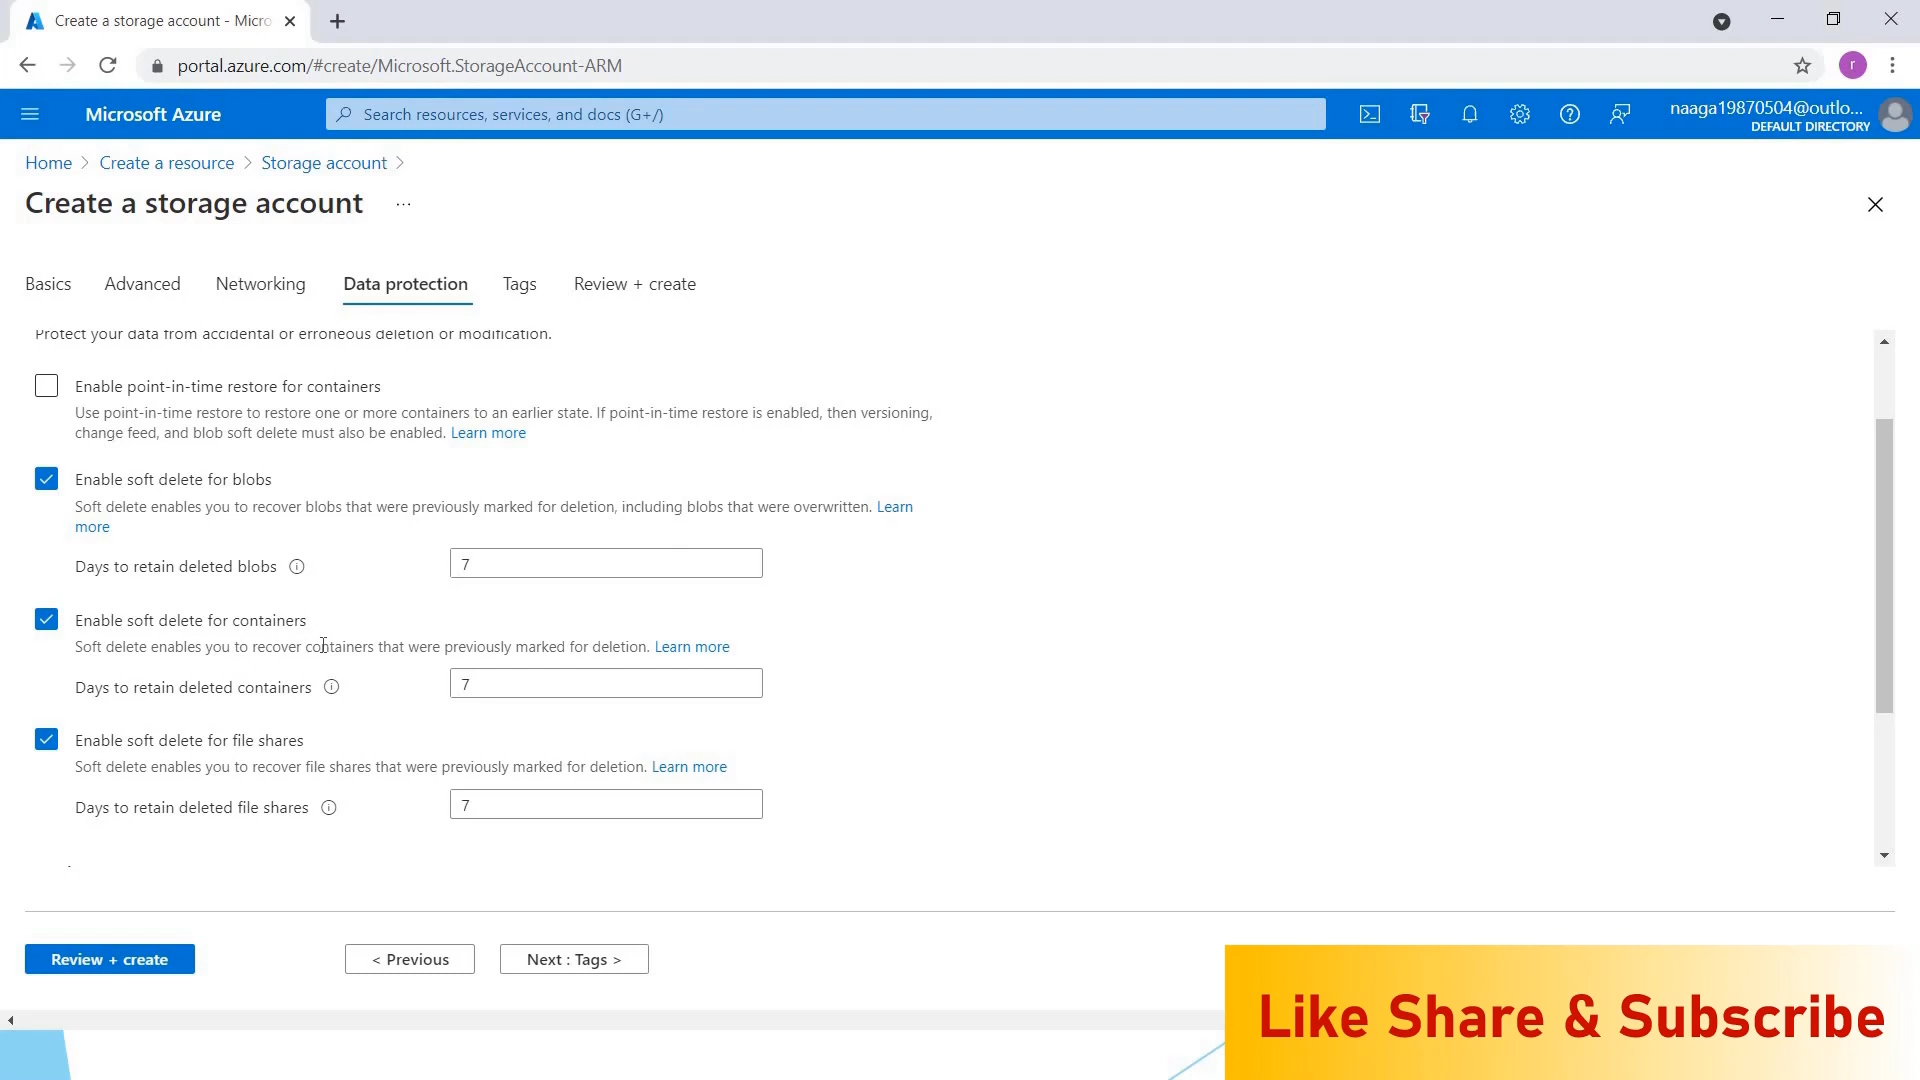 Create a storage account - Micro
portal.azure.com/#create/Microsoft.StorageAccount-ARM
r
Microsoft Azure
Search resources, services, and docs (G+/)
naaga19870504@outlo...
DEFAULT DIRECTORY
Home > Create a resource > Storage account >
Create a storage account ...
Basics Advanced Networking Data protection Tags Review + create
Protect your data from accidental or erroneous deletion or modification.
Enable point-in-time restore for containers
Use point-in-time restore to restore one or more containers to an earlier state. If point-in-time restore is enabled, then versioning,
change feed, and blob soft delete must also be enabled. Learn more
Enable soft delete for blobs
Soft delete enables you to recover blobs that were previously marked for deletion, including blobs that were overwritten. Learn
more
Days to retain deleted blobs 7
Enable soft delete for containers
Soft delete enables you to recover containers that were previously marked for deletion. Learn more
Days to retain deleted containers 7
Enable soft delete for file shares
Soft delete enables you to recover file shares that were previously marked for deletion. Learn more
Days to retain deleted file shares 7
Review + create < Previous Next : Tags >
Like Share & Subscribe